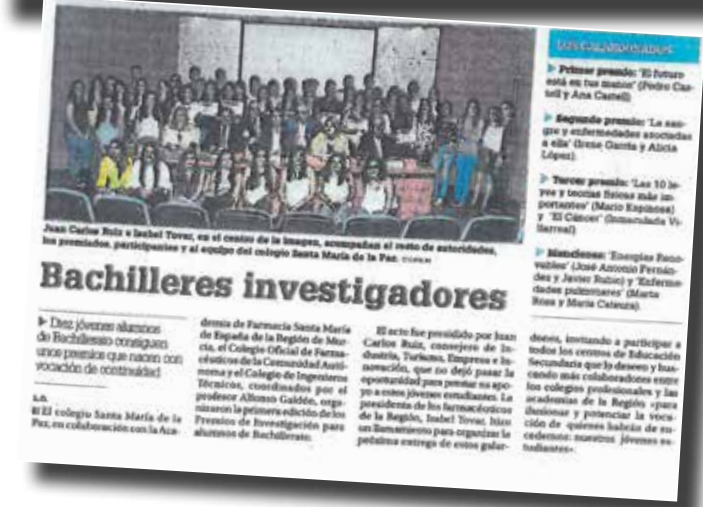 Juan Carlos Ruiz e Isabel Tovar, en el centro de la imagen, acompañan el resto de autoridades,
los premiados, participantes y al equipo del colegio Santa María de la Paz.
Bachilleres investigadores
▶ Diez jóvenes alumnos
de Bachillerato consiguen
unos premios que nacen con
vocación de continuidad
L.O.
El colegio Santa María de la
Paz, en colaboración con la Aca-
demia de Farmacia Santa María
de España de la Región de Mur-
cia, el Colegio Oficial de Farma-
céuticos de la Comunidad Autó-
noma y el Colegio de Ingenieros
Técnicos, coordinados por el
profesor Alfonso Galdón, orga-
nizaron la primera edición de los
Premios de Investigación para
alumnos de Bachillerato.
El acto fue presidido por Juan
Carlos Ruiz, consejero de In-
dustria, Turismo, Empresa e In-
novación, que no dejó pasar la
oportunidad para prestar su apo-
yo a estos jóvenes estudiantes. La
presidenta de los farmacéuticos
de la Región, Isabel Tovar, hizo
un llamamiento para organizar la
próxima entrega de estos galar-
dones, invitando a participar a
todos los centros de Educación
Secundaria que lo deseen y bus-
cando más colaboradores entre
los colegios profesionales y las
academias de la Región «para
ilusionar y potenciar la voca-
ción de quienes habrán de su-
cedernos: nuestros jóvenes es-
tudiantes».
LOS GALARDONADOS
▶ Primer premio: 'El futuro
está en tus manos' (Pedro Cas-
tell y Ana Castell).
▶ Segundo premio: 'La san-
gre y enfermedades asociadas
a ella' (Irene García y Alicia
López).
▶ Tercer premio: 'Las 10 le-
yes y teorías físicas más im-
portantes' (Mario Espinosa)
y 'El Cáncer' (Inmaculada Vi-
llarreal).
▶ Menciones: 'Energías Reno-
vables' (José Antonio Fernán-
dez y Javier Rubio) y 'Enferme-
dades pulmonares' (Marta
Rosa y María